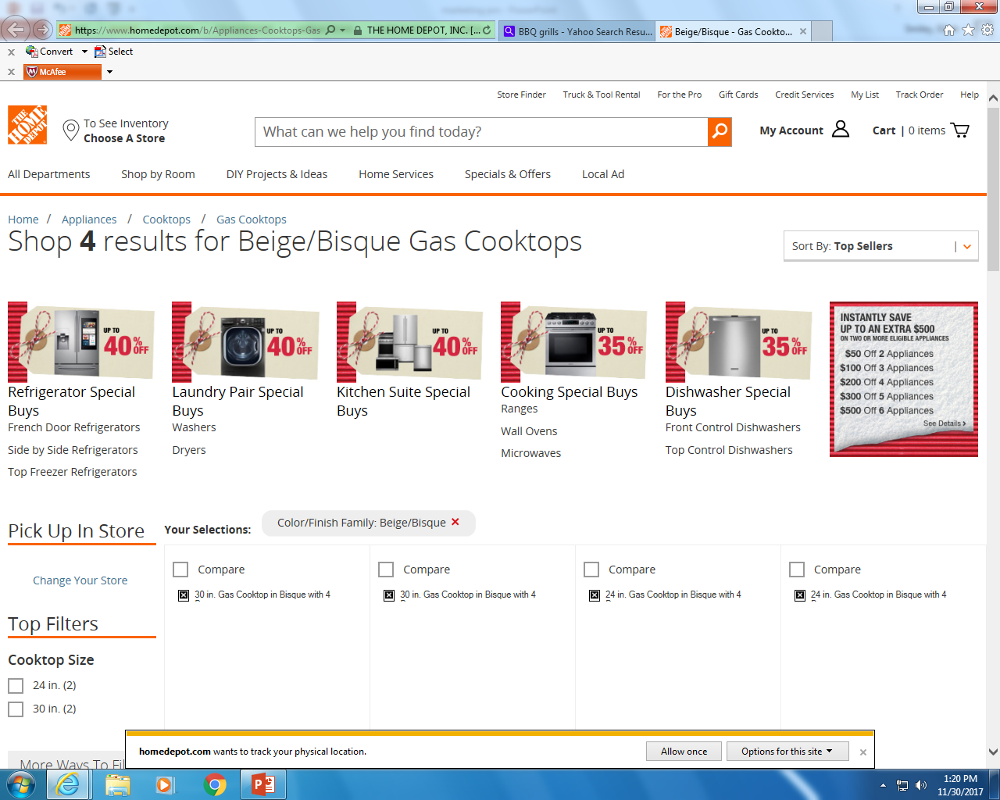 https://www.homedepot.com/b/Appliances-Cooktops-Gas
THE HOME DEPOT, INC. [...
BBQ grills - Yahoo Search Resu...
Beige/Bisque - Gas Cookto...
Convert
Select
McAfee
Store Finder
Truck & Tool Rental
For the Pro
Gift Cards
Credit Services
My List
Track Order
Help
THE HOME DEPOT
To See Inventory
Choose A Store
What can we help you find today?
My Account
Cart | 0 items
All Departments
Shop by Room
DIY Projects & Ideas
Home Services
Specials & Offers
Local Ad
Home / Appliances / Cooktops / Gas Cooktops
Shop 4 results for Beige/Bisque Gas Cooktops
Sort By: Top Sellers
UP TO
40% OFF
Refrigerator Special
Buys
French Door Refrigerators
Side by Side Refrigerators
Top Freezer Refrigerators
UP TO
40% OFF
Laundry Pair Special
Buys
Washers
Dryers
UP TO
40% OFF
Kitchen Suite Special
Buys
UP TO
35% OFF
Cooking Special Buys
Ranges
Wall Ovens
Microwaves
UP TO
35% OFF
Dishwasher Special
Buys
Front Control Dishwashers
Top Control Dishwashers
INSTANTLY SAVE
UP TO AN EXTRA $500
ON TWO OR MORE ELIGIBLE APPLIANCES
$50 Off 2 Appliances
$100 Off 3 Appliances
$200 Off 4 Appliances
$300 Off 5 Appliances
$500 Off 6 Appliances
See Details >
Pick Up In Store
Change Your Store
Top Filters
Cooktop Size
24 in. (2)
30 in. (2)
More Ways To Fil
Your Selections:
Color/Finish Family: Beige/Bisque
Compare
30 in. Gas Cooktop in Bisque with 4
Compare
30 in. Gas Cooktop in Bisque with 4
Compare
24 in. Gas Cooktop in Bisque with 4
Compare
24 in. Gas Cooktop in Bisque with 4
homedepot.com wants to track your physical location.
Allow once
Options for this site
1:20 PM
11/30/2017